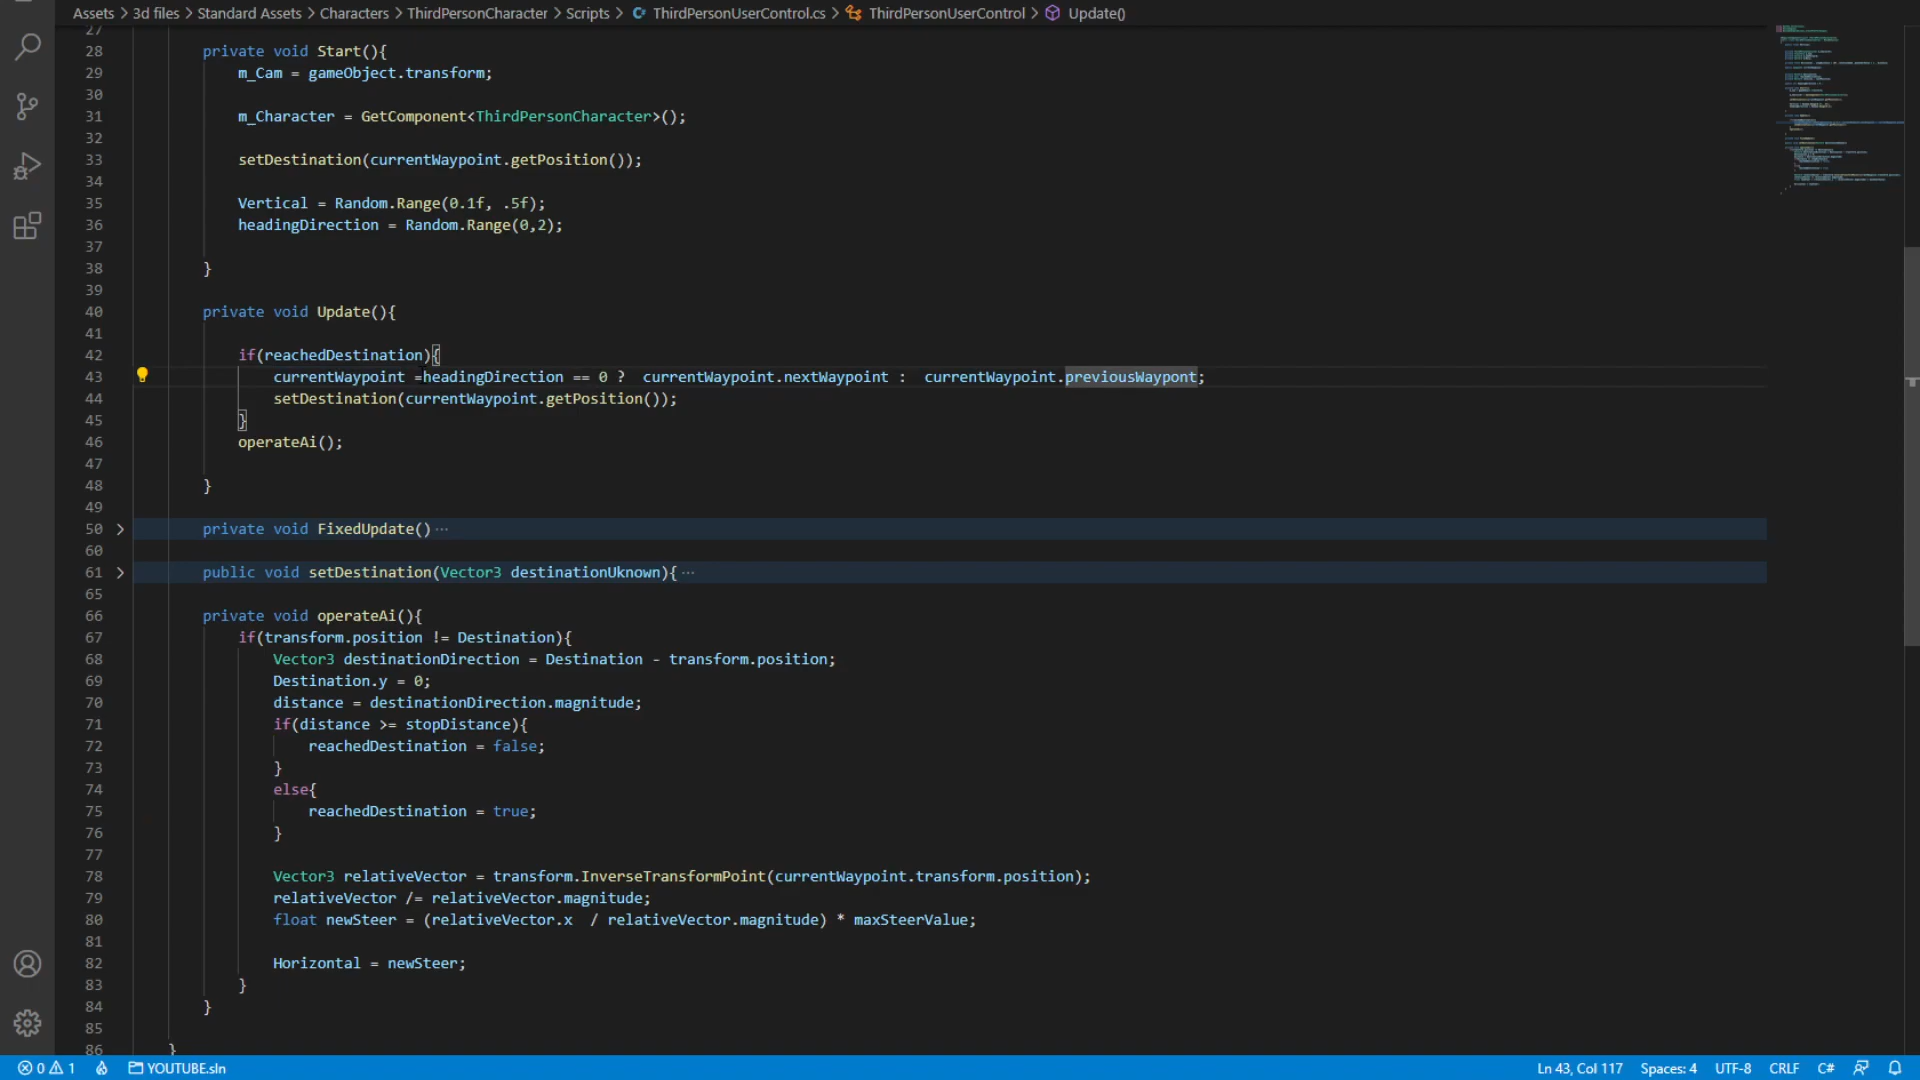 Assets > 3d files > Standard Assets > Characters > ThirdPersonCharacter > Scripts > ThirdPersonUserControl.cs > ThirdPersonUserControl > Update()
27
28 private void Start(){
29 m_Cam = gameObject.transform;
30
31 m_Character = GetComponent<ThirdPersonCharacter>();
32
33 setDestination(currentWaypoint.getPosition());
34
35 Vertical = Random.Range(0.1f, .5f);
36 headingDirection = Random.Range(0,2);
37
38 }
39
40 private void Update(){
41
42 if(reachedDestination){
43 currentWaypoint =headingDirection == 0 ?  currentWaypoint.nextWaypoint :  currentWaypoint.previousWaypont;
44 setDestination(currentWaypoint.getPosition());
45 }
46 operateAi();
47
48 }
49
50 > private void FixedUpdate() ···
60
61 > public void setDestination(Vector3 destinationUknown){ ···
65
66 private void operateAi(){
67 if(transform.position != Destination){
68 Vector3 destinationDirection = Destination - transform.position;
69 Destination.y = 0;
70 distance = destinationDirection.magnitude;
71 if(distance >= stopDistance){
72 reachedDestination = false;
73 }
74 else{
75 reachedDestination = true;
76 }
77
78 Vector3 relativeVector = transform.InverseTransformPoint(currentWaypoint.transform.position);
79 relativeVector /= relativeVector.magnitude;
80 float newSteer = (relativeVector.x  / relativeVector.magnitude) * maxSteerValue;
81
82 Horizontal = newSteer;
83 }
84 }
85
86 }
0 1 YOUTUBE.sln Ln 43, Col 117 Spaces: 4 UTF-8 CRLF C#